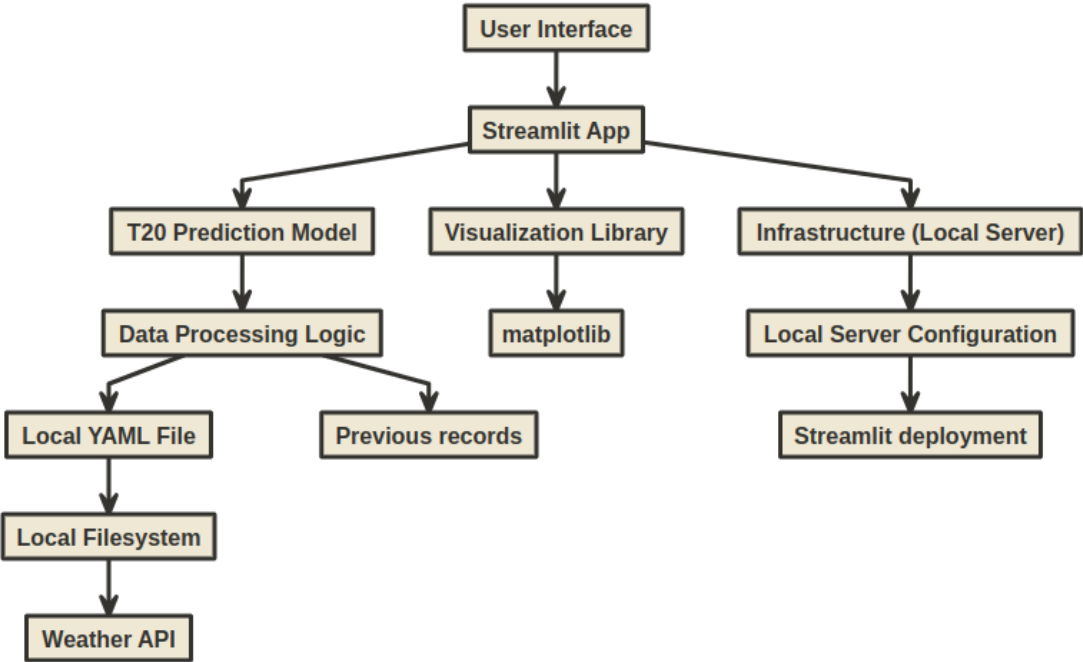 User Interface
Streamlit App
T20 Prediction Model
Visualization Library
Infrastructure (Local Server)
Data Processing Logic
matplotlib
Local Server Configuration
Local YAML File
Previous records
Streamlit deployment
Local Filesystem
Weather API